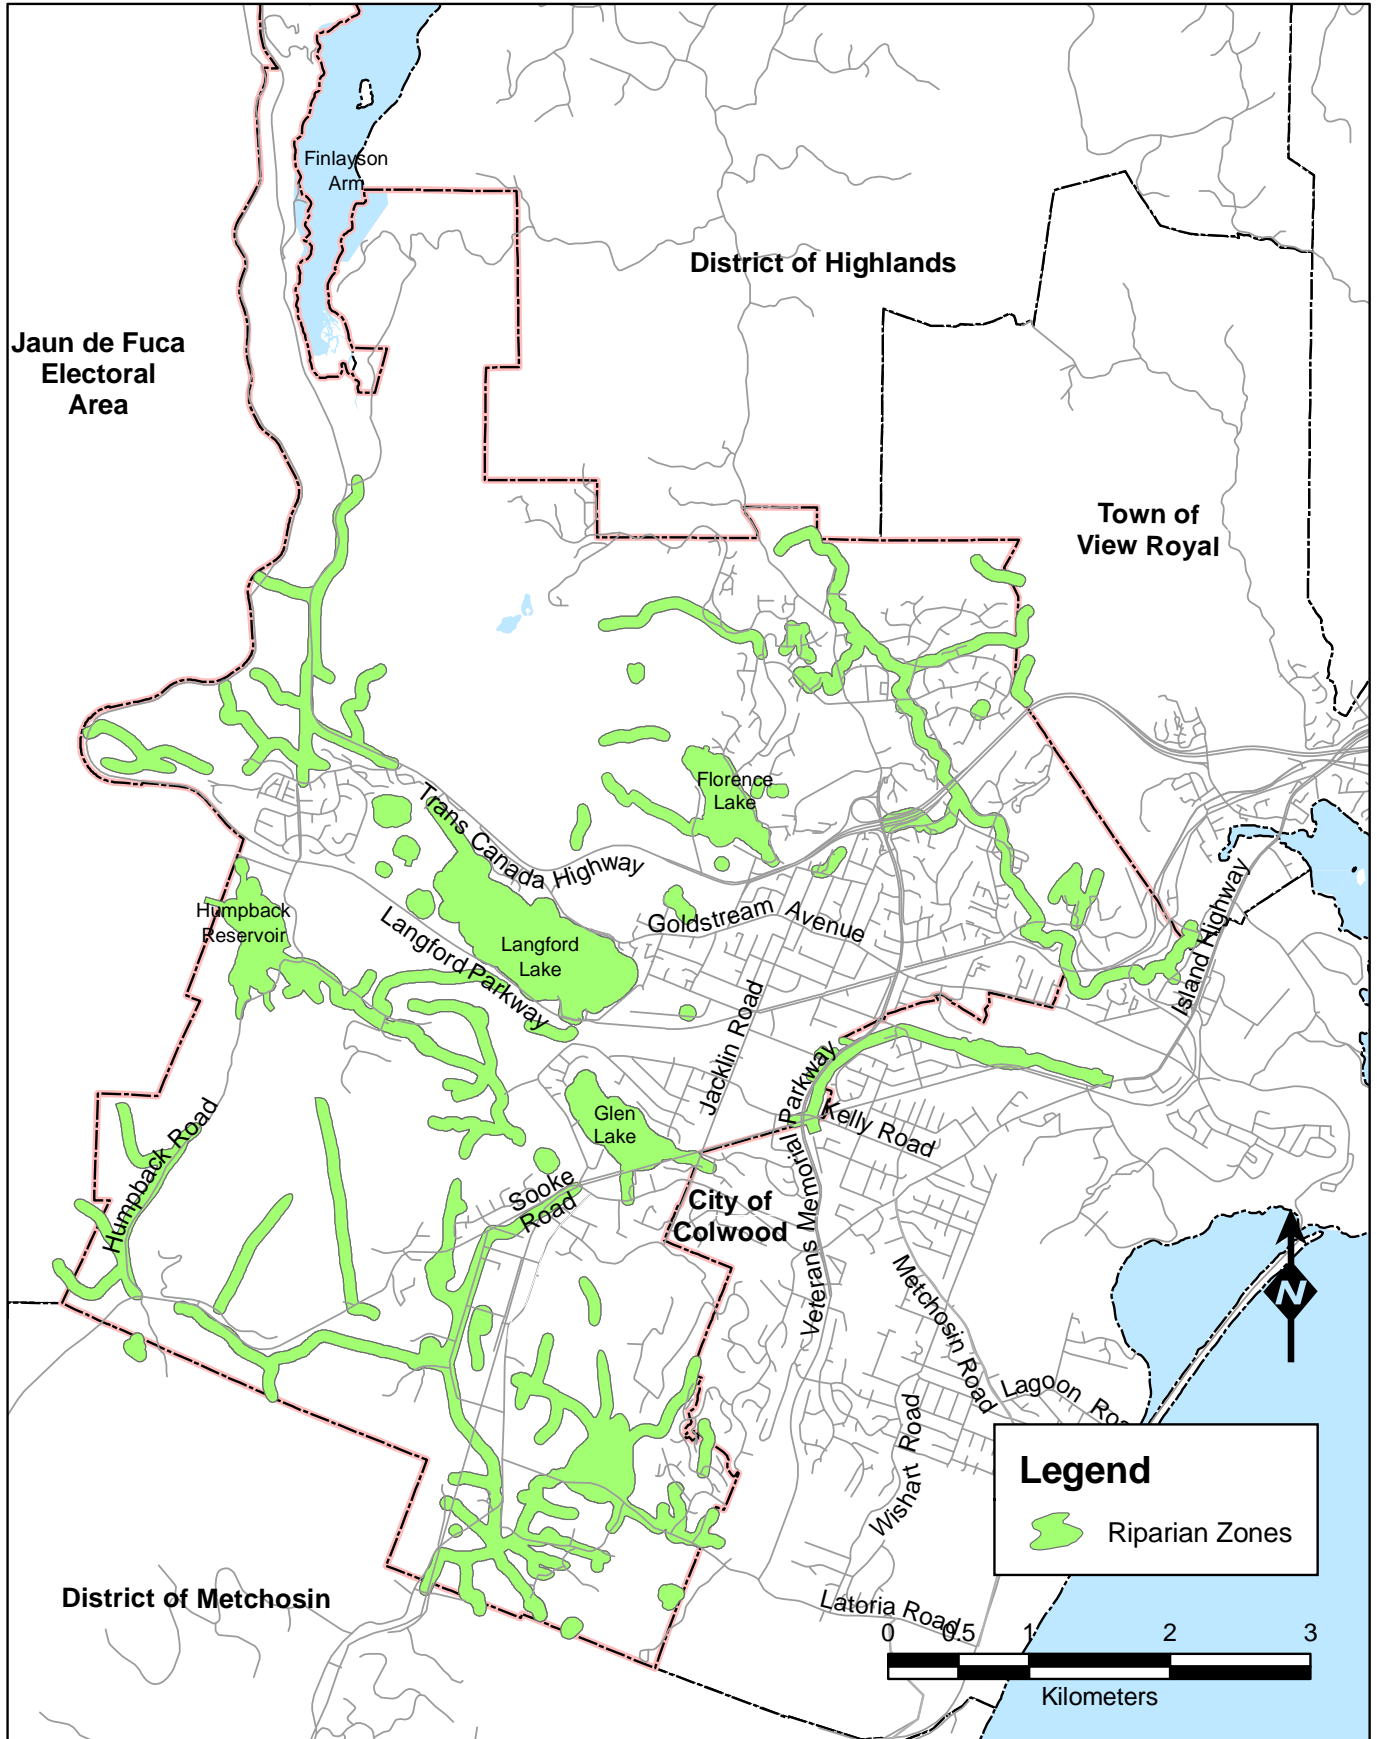 Finlayson
Arm
District of Highlands
Jaun de Fuca
Electoral
Area
Town of
View Royal
Florence
Lake
Trans Canada Highway
Island Highway
Humpback
Reservoir
Goldstream Avenue
Langford Parkway
Langford
Lake
Jacklin Road
Veterans Memorial Parkway
Glen
Lake
Kelly Road
Humpback Road
Sooke
Road
City of
Colwood
Metchosin Road
N
Lagoon Roa
Wishart Road
Legend
Riparian Zones
District of Metchosin
Latoria Road
0 0.5 1 2 3
Kilometers